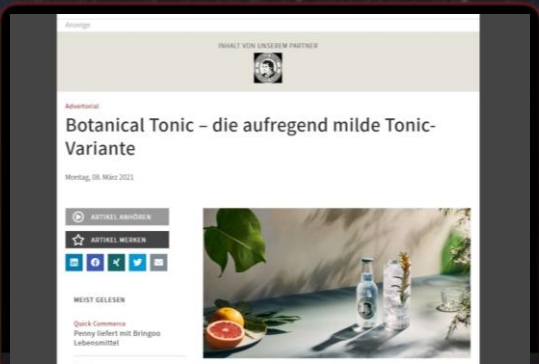 Anzeige
INHALT VON UNSEREM PARTNER
Advertorial
Botanical Tonic – die aufregend milde Tonic-
Variante
Montag, 08. März 2021
ARTIKEL ANHÖREN
ARTIKEL MERKEN
MEIST GELESEN
Quick Commerce
Penny liefert mit Bringoo
Lebensmittel